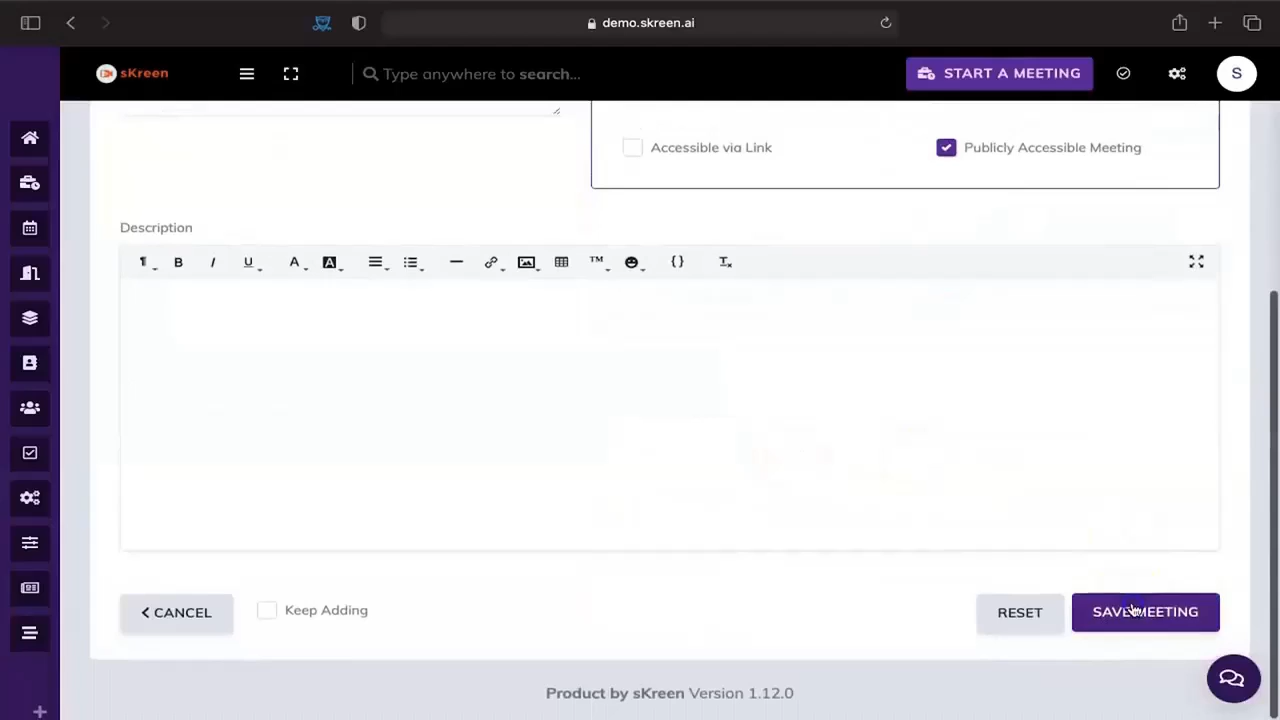 demo.skreen.ai
sKreen
Type anywhere to search...
START A MEETING
S
Accessible via Link
Publicly Accessible Meeting
Description
CANCEL
Keep Adding
RESET
SAVE MEETING
Product by sKreen Version 1.12.0